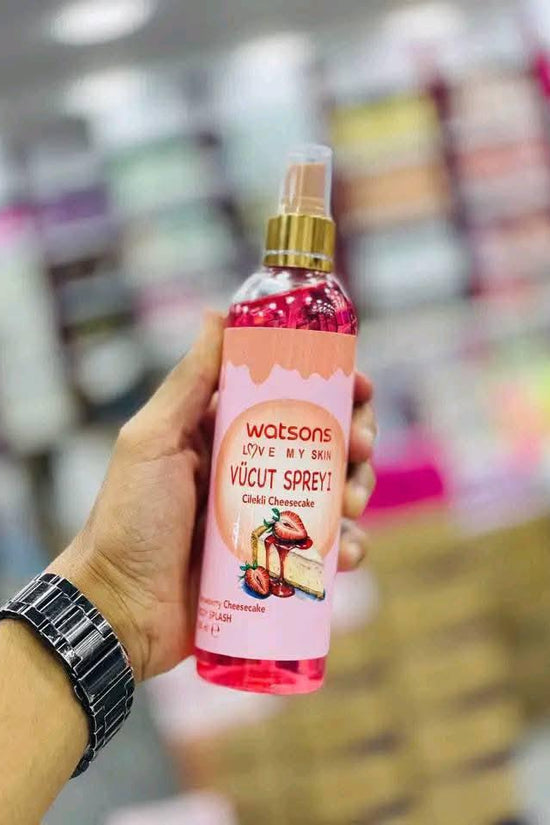 watsons
LOVE MY SKIN
VÜCUT SPREYİ
Cilekli Cheesecake
Cheesecake
SPLASH
℮